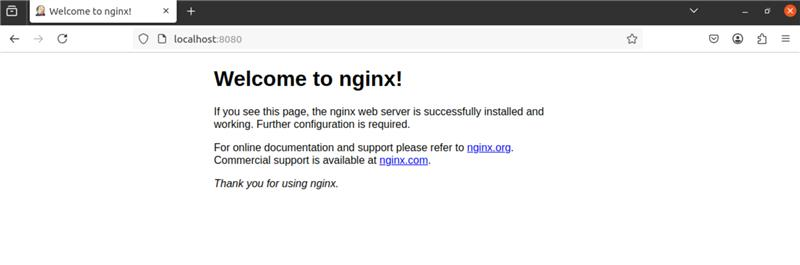 Welcome to nginx!
localhost:8080
Welcome to nginx!
If you see this page, the nginx web server is successfully installed and
working. Further configuration is required.
For online documentation and support please refer to nginx.org.
Commercial support is available at nginx.com.
Thank you for using nginx.